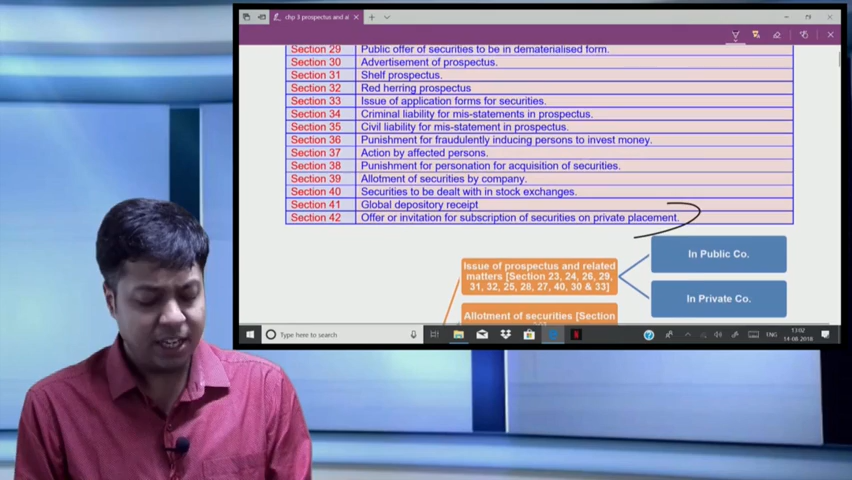 chp 3 prospectus and al
Section 29 Public offer of securities to be in dematerialised form.
Section 30 Advertisement of prospectus.
Section 31 Shelf prospectus.
Section 32 Red herring prospectus
Section 33 Issue of application forms for securities.
Section 34 Criminal liability for mis-statements in prospectus.
Section 35 Civil liability for mis-statement in prospectus.
Section 36 Punishment for fraudulently inducing persons to invest money.
Section 37 Action by affected persons.
Section 38 Punishment for personation for acquisition of securities.
Section 39 Allotment of securities by company.
Section 40 Securities to be dealt with in stock exchanges.
Section 41 Global depository receipt
Section 42 Offer or invitation for subscription of securities on private placement.
Issue of prospectus and related
matters [Section 23, 24, 26, 29,
31, 32, 25, 28, 27, 40, 30 & 33]
In Public Co.
In Private Co.
Allotment of securities [Section
Type here to search
ENG
13:02
14-08-2018